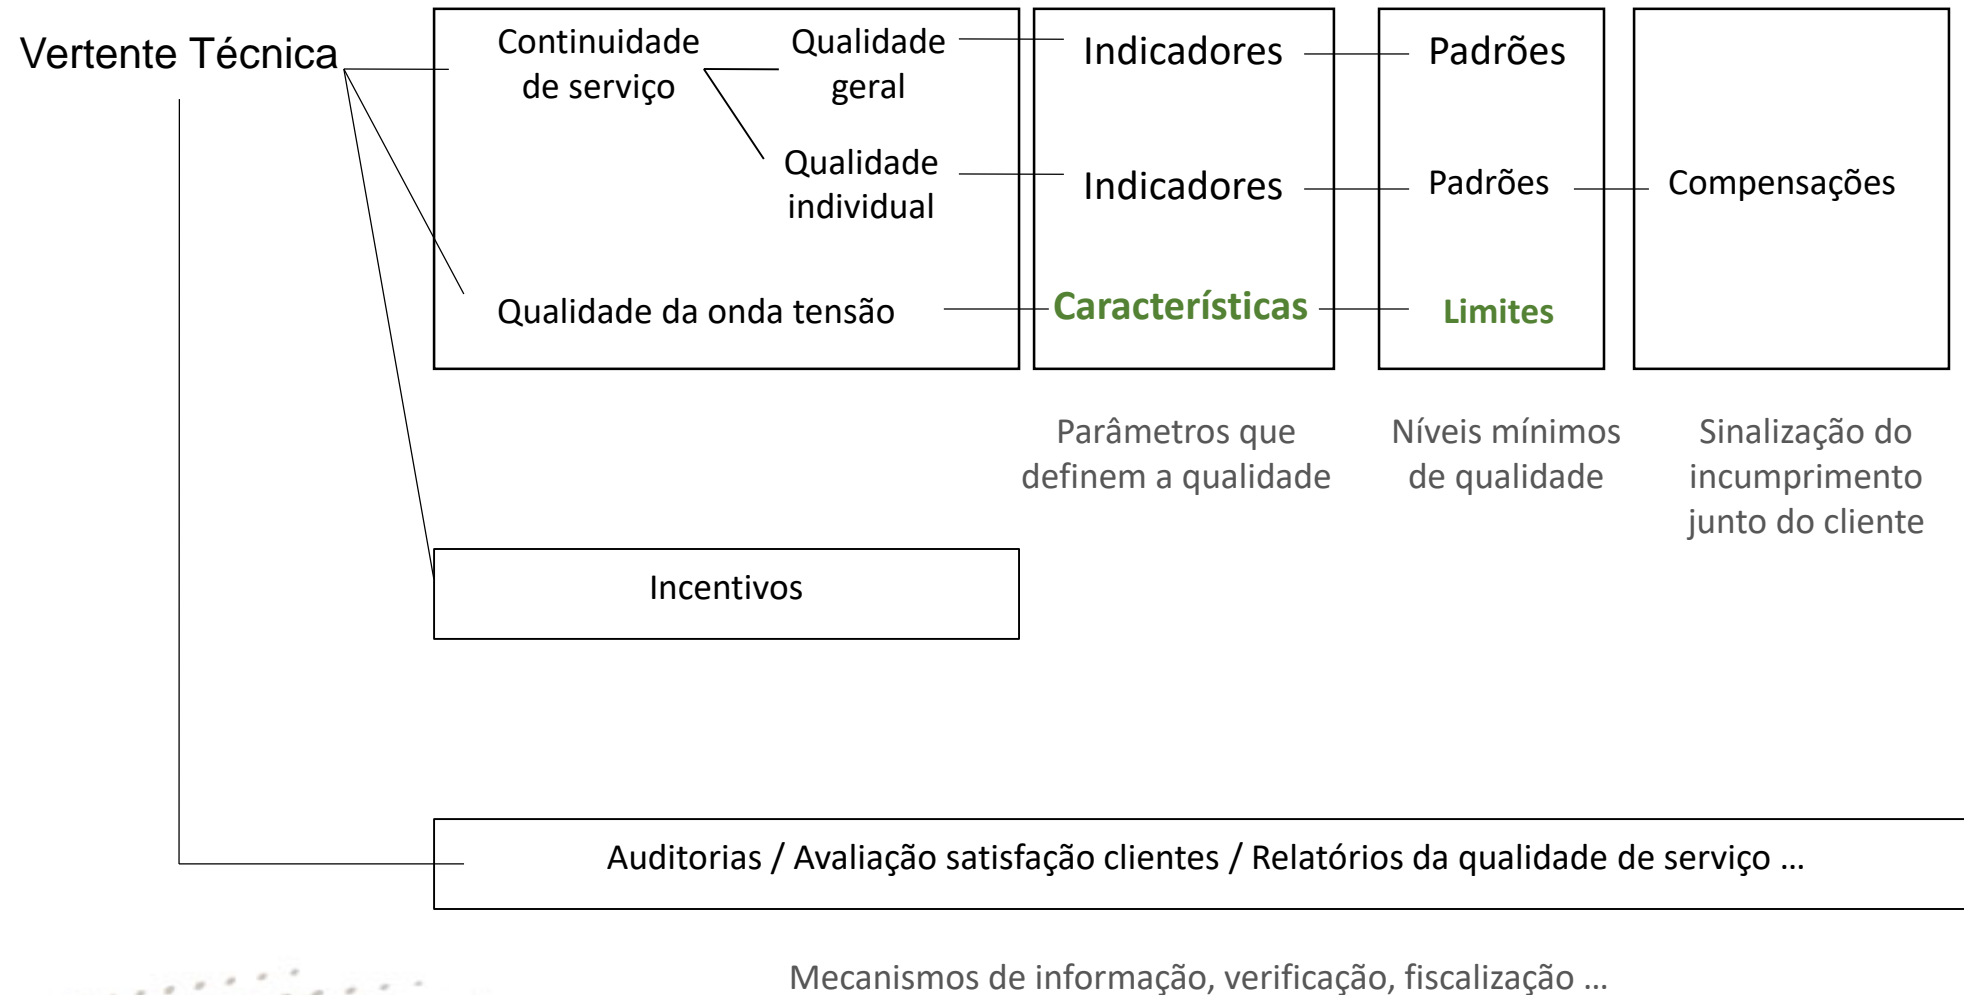 Vertente Técnica
Continuidade
de serviço
Qualidade
geral
Indicadores
Padrões
Qualidade
individual
Indicadores
Padrões
Compensações
Qualidade da onda tensão
Características
Limites
Parâmetros que
definem a qualidade
Níveis mínimos
de qualidade
Sinalização do
incumprimento
junto do cliente
Incentivos
Auditorias / Avaliação satisfação clientes / Relatórios da qualidade de serviço …
Mecanismos de informação, verificação, fiscalização …